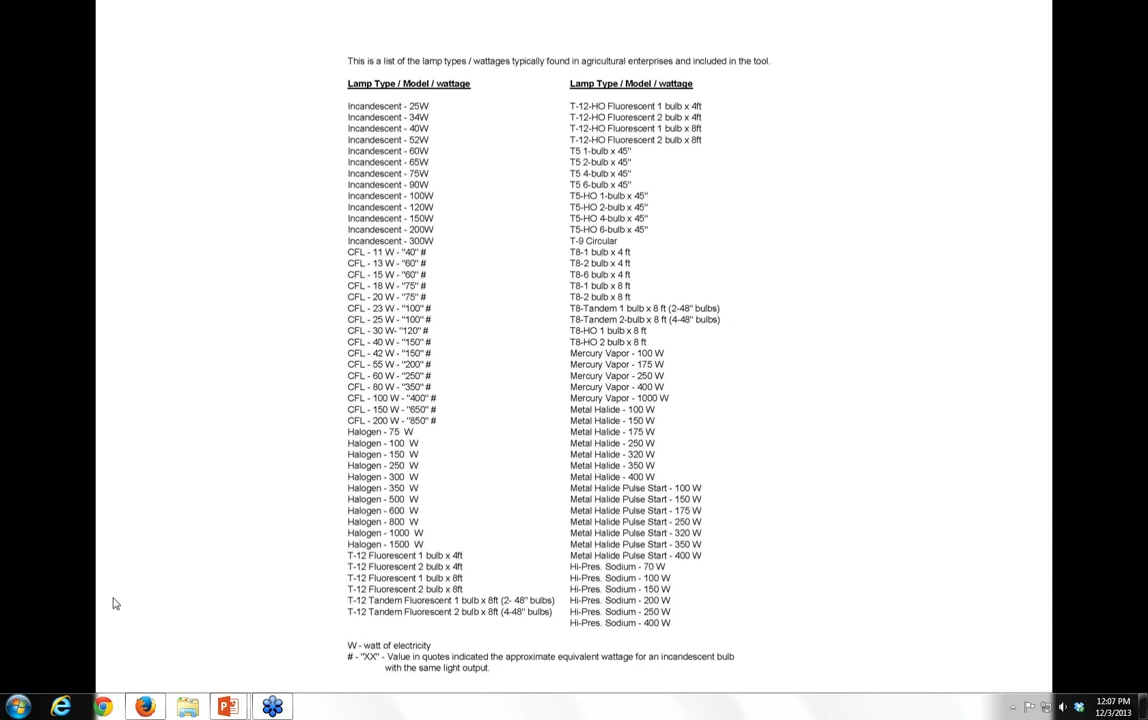 This is a list of the lamp types / wattages typically found in agricultural enterprises and included in the tool.
Lamp Type / Model / wattage
Incandescent - 25W
Incandescent - 34W
Incandescent - 40W
Incandescent - 52W
Incandescent - 60W
Incandescent - 65W
Incandescent - 75W
Incandescent - 90W
Incandescent - 100W
Incandescent - 120W
Incandescent - 150W
Incandescent - 200W
Incandescent - 300W
CFL - 11 W - "40" #
CFL - 13 W - "60" #
CFL - 15 W - "60" #
CFL - 18 W - "75" #
CFL - 20 W - "75" #
CFL - 23 W - "100" #
CFL - 25 W - "100" #
CFL - 30 W- "120" #
CFL - 40 W - "150" #
CFL - 42 W - "150" #
CFL - 55 W - "200" #
CFL - 60 W - "250" #
CFL - 80 W - "350" #
CFL - 100 W - "400" #
CFL - 150 W - "650" #
CFL - 200 W - "850" #
Halogen - 75 W
Halogen - 100 W
Halogen - 150 W
Halogen - 250 W
Halogen - 300 W
Halogen - 350 W
Halogen - 500 W
Halogen - 600 W
Halogen - 800 W
Halogen - 1000 W
Halogen - 1500 W
T-12 Fluorescent 1 bulb x 4ft
T-12 Fluorescent 2 bulb x 4ft
T-12 Fluorescent 1 bulb x 8ft
T-12 Fluorescent 2 bulb x 8ft
T-12 Tandem Fluorescent 1 bulb x 8ft (2- 48" bulbs)
T-12 Tandem Fluorescent 2 bulb x 8ft (4-48" bulbs)
Lamp Type / Model / wattage
T-12-HO Fluorescent 1 bulb x 4ft
T-12-HO Fluorescent 2 bulb x 4ft
T-12-HO Fluorescent 1 bulb x 8ft
T-12-HO Fluorescent 2 bulb x 8ft
T5 1-bulb x 45"
T5 2-bulb x 45"
T5 4-bulb x 45"
T5 6-bulb x 45"
T5-HO 1-bulb x 45"
T5-HO 2-bulb x 45"
T5-HO 4-bulb x 45"
T5-HO 6-bulb x 45"
T-9 Circular
T8-1 bulb x 4 ft
T8-2 bulb x 4 ft
T8-6 bulb x 4 ft
T8-1 bulb x 8 ft
T8-2 bulb x 8 ft
T8-Tandem 1 bulb x 8 ft (2-48" bulbs)
T8-Tandem 2-bulb x 8 ft (4-48" bulbs)
T8-HO 1 bulb x 8 ft
T8-HO 2 bulb x 8 ft
Mercury Vapor - 100 W
Mercury Vapor - 175 W
Mercury Vapor - 250 W
Mercury Vapor - 400 W
Mercury Vapor - 1000 W
Metal Halide - 100 W
Metal Halide - 150 W
Metal Halide - 175 W
Metal Halide - 250 W
Metal Halide - 320 W
Metal Halide - 350 W
Metal Halide - 400 W
Metal Halide Pulse Start - 100 W
Metal Halide Pulse Start - 150 W
Metal Halide Pulse Start - 175 W
Metal Halide Pulse Start - 250 W
Metal Halide Pulse Start - 320 W
Metal Halide Pulse Start - 350 W
Metal Halide Pulse Start - 400 W
Hi-Pres. Sodium - 70 W
Hi-Pres. Sodium - 100 W
Hi-Pres. Sodium - 150 W
Hi-Pres. Sodium - 200 W
Hi-Pres. Sodium - 250 W
Hi-Pres. Sodium - 400 W
W - watt of electricity
# - "XX" - Value in quotes indicated the approximate equivalent wattage for an incandescent bulb
with the same light output.
12:07 PM
12/3/2013